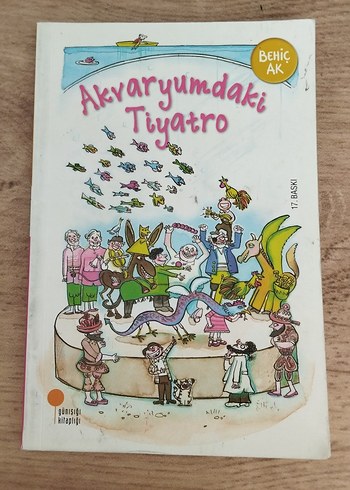 BEHİÇ
AK
Akvaryumdaki
Tiyatro
17. BASKI
günışığı
kitaplığı